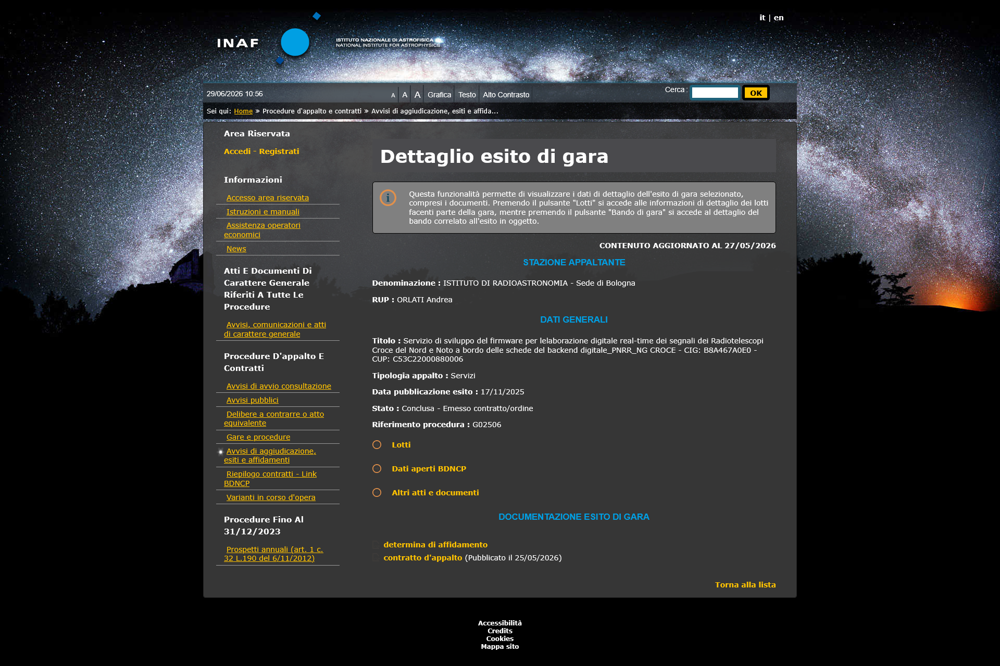 it | en
INAF
ISTITUTO NAZIONALE DI ASTROFISICA
NATIONAL INSTITUTE FOR ASTROPHYSICS
29/06/2026 10:56
A A A Grafica Testo Alto Contrasto
Cerca : OK
Sei qui: Home » Procedure d'appalto e contratti » Avvisi di aggiudicazione, esiti e affida...
Area Riservata
Accedi - Registrati
Informazioni
Accesso area riservata
Istruzioni e manuali
Assistenza operatori
economici
News
Atti E Documenti Di
Carattere Generale
Riferiti A Tutte Le
Procedure
Avvisi, comunicazioni e atti
di carattere generale
Procedure D'appalto E
Contratti
Avvisi di avvio consultazione
Avvisi pubblici
Delibere a contrarre o atto
equivalente
Gare e procedure
Avvisi di aggiudicazione,
esiti e affidamenti
Riepilogo contratti - Link
BDNCP
Varianti in corso d'opera
Procedure Fino Al
31/12/2023
Prospetti annuali (art. 1 c.
32 L.190 del 6/11/2012)
Dettaglio esito di gara
Questa funzionalità permette di visualizzare i dati di dettaglio dell'esito di gara selezionato,
compresi i documenti. Premendo il pulsante "Lotti" si accede alle informazioni di dettaglio dei lotti
facenti parte della gara, mentre premendo il pulsante "Bando di gara" si accede al dettaglio del
bando correlato all'esito in oggetto.
CONTENUTO AGGIORNATO AL 27/05/2026
STAZIONE APPALTANTE
Denominazione : ISTITUTO DI RADIOASTRONOMIA - Sede di Bologna
RUP : ORLATI Andrea
DATI GENERALI
Titolo : Servizio di sviluppo del firmware per lelaborazione digitale real-time dei segnali dei Radiotelescopi
Croce del Nord e Noto a bordo delle schede del backend digitale_PNRR_NG CROCE - CIG: B8A467A0E0 -
CUP: C53C22000880006
Tipologia appalto : Servizi
Data pubblicazione esito : 17/11/2025
Stato : Conclusa - Emesso contratto/ordine
Riferimento procedura : G02506
Lotti
Dati aperti BDNCP
Altri atti e documenti
DOCUMENTAZIONE ESITO DI GARA
determina di affidamento
contratto d'appalto (Pubblicato il 25/05/2026)
Torna alla lista
Accessibilità
Credits
Cookies
Mappa sito